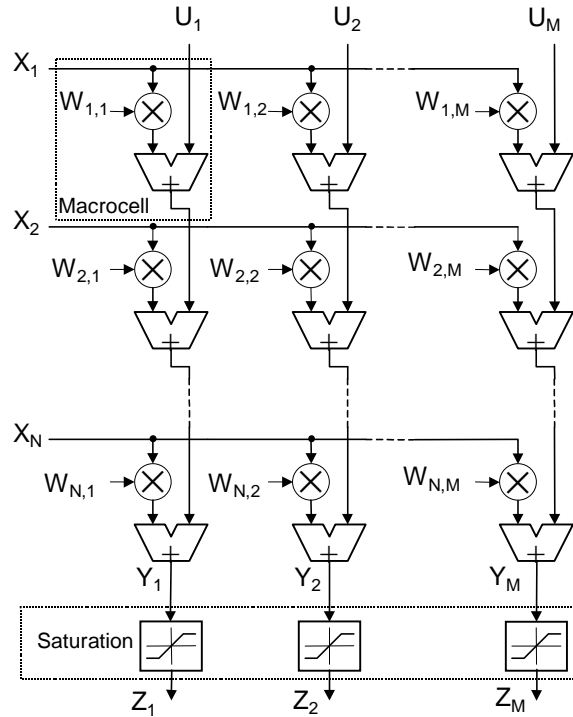 U1 U2 UM
X1
W1,1 W1,2 W1,M
Macrocell
X2
W2,1 W2,2 W2,M
XN
WN,1 WN,2 WN,M
Y1 Y2 YM
Saturation
Z1 Z2 ZM